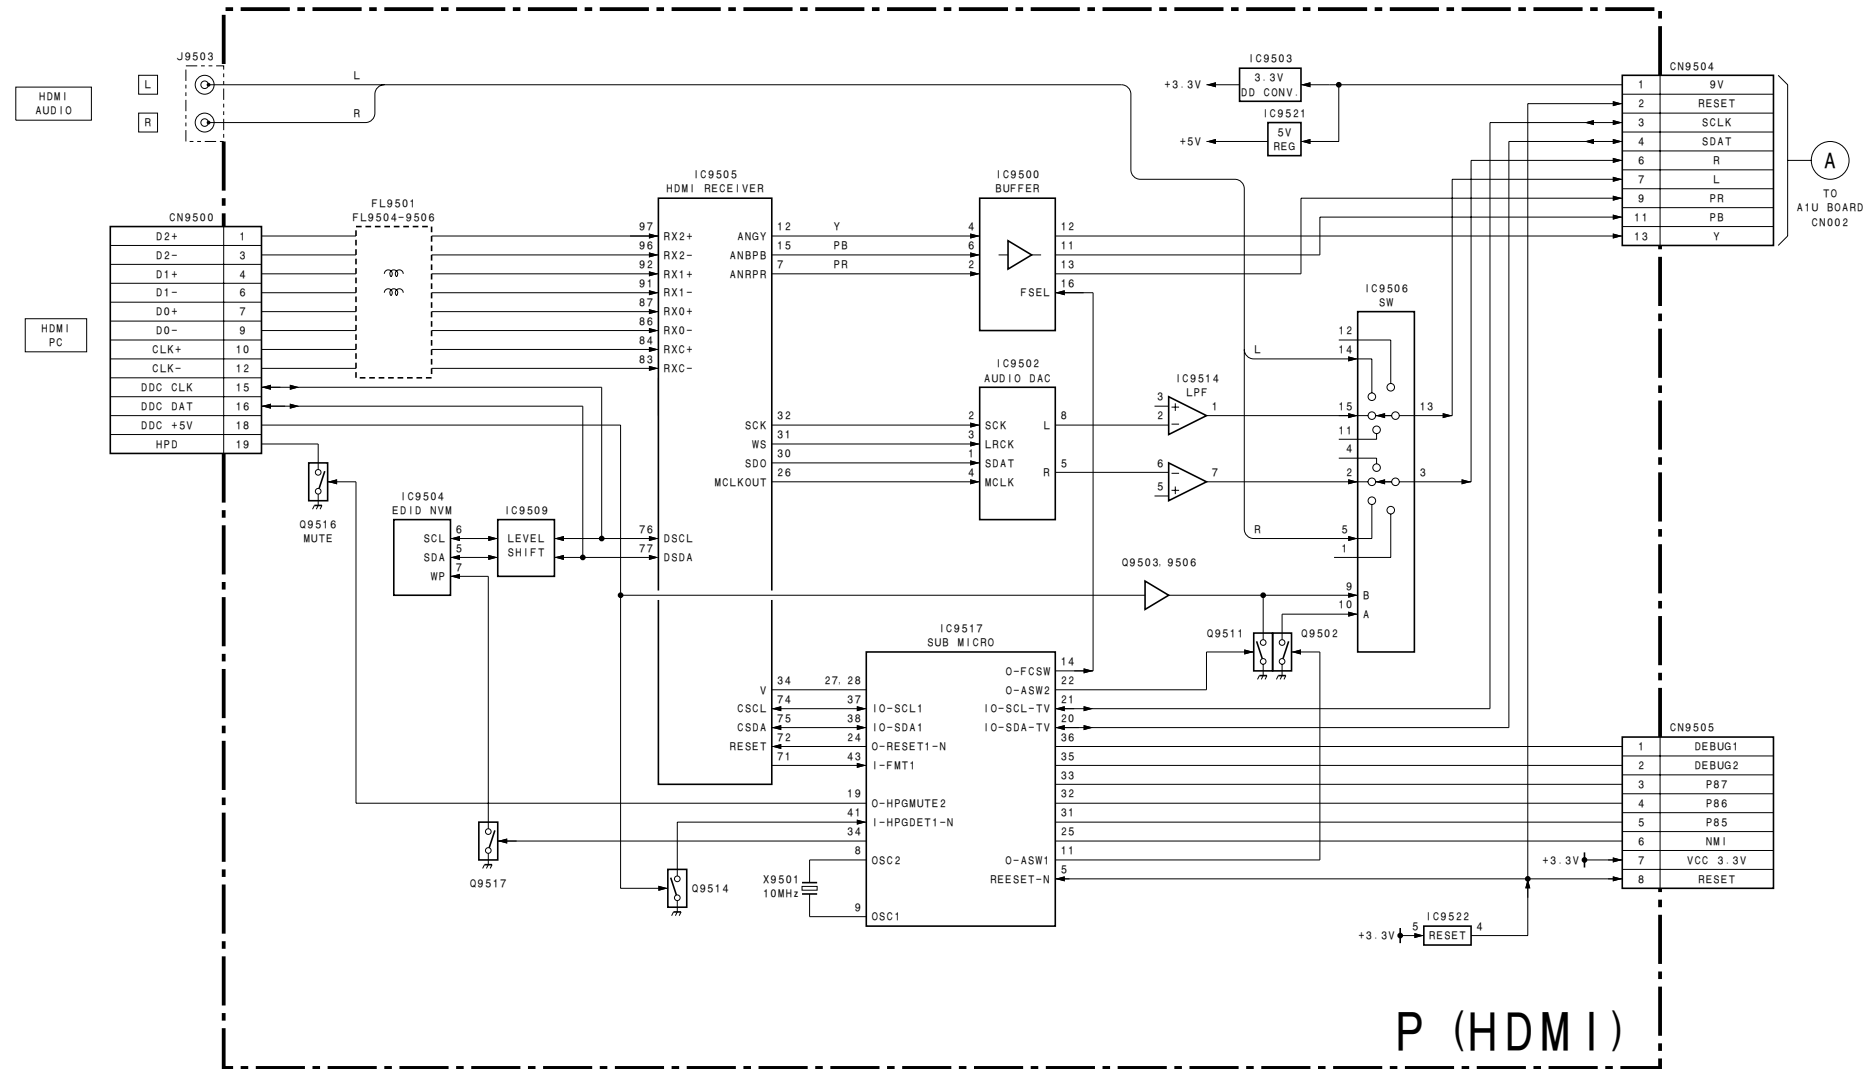 J9503
HDMI
AUDIO
L
R
L
R
IC9503
3.3V
DD CONV.
+3.3V
IC9521
5V
REG
+5V
CN9504
1 9V
2 RESET
3 SCLK
4 SDAT
6 R
7 L
9 PR
11 PB
13 Y
A
TO
A1U BOARD
CN002
HDMI
PC
CN9500
D2+ 1
D2- 3
D1+ 4
D1- 6
D0+ 7
D0- 9
CLK+ 10
CLK- 12
DDC CLK 15
DDC DAT 16
DDC +5V 18
HPD 19
FL9501
FL9504-9506
IC9505
HDMI RECEIVER
97 RX2+
96 RX2-
92 RX1+
91 RX1-
87 RX0+
86 RX0-
84 RXC+
83 RXC-
76 DSCL
77 DSDA
ANGY 12 Y
ANBPB 15 PB
ANRPR 7 PR
SCK 32
WS 31
SDO 30
MCLKOUT 26
V 34
CSCL 74
CSDA 75
RESET 72
71
IC9500
BUFFER
4 12
6 11
2 13
FSEL 16
IC9502
AUDIO DAC
2 SCK L 8
3 LRCK
1 SDAT R 5
4 MCLK
IC9514
LPF
3 +
2 - 1
6 - 7
5 +
IC9506
SW
12
L 14
15 13
11
4
2 3
R 5
1
9 B
10 A
Q9516
MUTE
IC9504
EDID NVM
SCL 6
SDA 5
WP 7
IC9509
LEVEL
SHIFT
Q9503, 9506
Q9511 Q9502
IC9517
SUB MICRO
27, 28
37 IO-SCL1
38 IO-SDA1
24 O-RESET1-N
43 I-FMT1
19 O-HPGMUTE2
41 I-HPGDET1-N
34
8 OSC2
9 OSC1
O-FCSW 14
O-ASW2 22
IO-SCL-TV 21
IO-SDA-TV 20
36
35
33
32
31
25
O-ASW1 11
REESET-N 5
Q9517
Q9514
X9501
10MHz
CN9505
1 DEBUG1
2 DEBUG2
3 P87
4 P86
5 P85
6 NMI
+3.3V 7 VCC 3.3V
8 RESET
IC9522
+3.3V 5 RESET 4
P (HDMI)